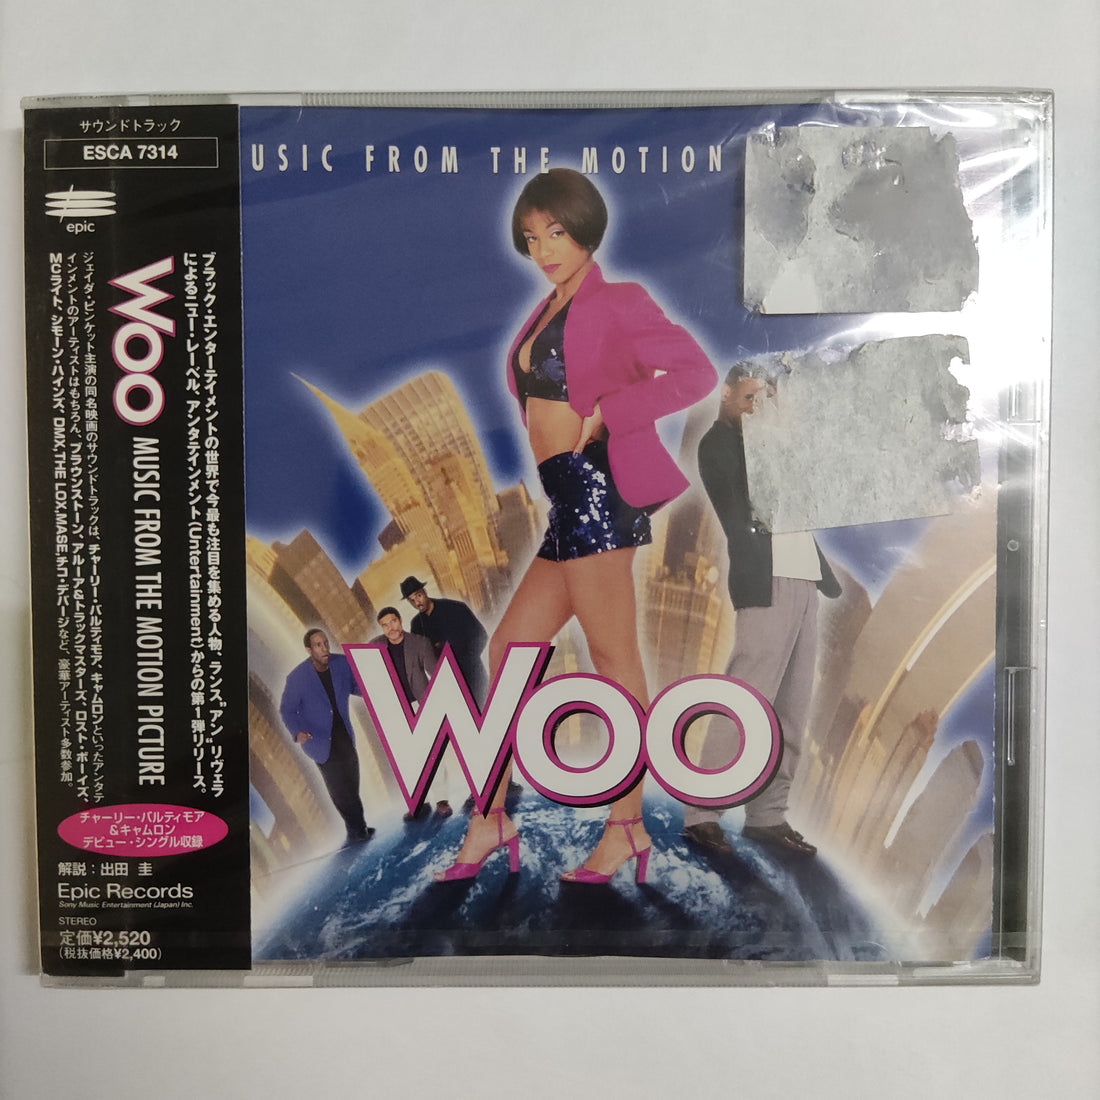 サウンドトラック
ESCA 7314
epic
ブラック・エンターテイメントの世界で今最も注目を集める人物、ランス"アン"リヴェラ
によるニュー・レーベル、アンタテインメント(Untertainment)からの第1弾リリース。
WOO MUSIC FROM THE MOTION PICTURE
ジェイダ・ピンケット主演の同名映画のサウンドトラックは、チャーリー・バルティモア、キャムロンといったアンタテ
インメントのアーティストはもちろん、ブラウンストーン、アルーア&トラックマスターズ、ロスト・ボーイズ、
MCライト、シモーン・ハインズ、DMX,THE LOX,MASE,チコ・デバージなど、豪華アーティスト多数参加。
チャーリー・バルティモア
&キャムロン
デビュー・シングル収録
解説：出田 圭
Epic Records
Sony Music Entertainment (Japan) Inc.
STEREO
定価¥2,520
(税抜価格¥2,400)
USIC FROM THE MOTION
WOO